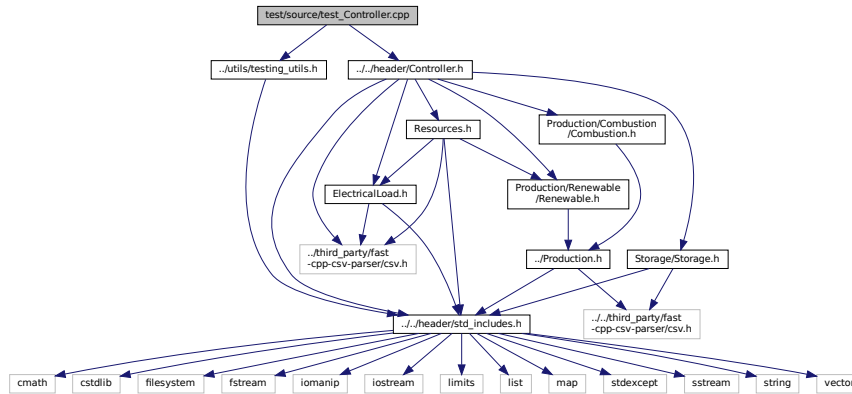 test/source/test_Controller.cpp
../utils/testing_utils.h
../../header/Controller.h
Resources.h
Production/Combustion
/Combustion.h
ElectricalLoad.h
Production/Renewable
/Renewable.h
../third_party/fast
-cpp-csv-parser/csv.h
../Production.h
Storage/Storage.h
../../header/std_includes.h
../../third_party/fast
-cpp-csv-parser/csv.h
cmath
cstdlib
filesystem
fstream
iomanip
iostream
limits
list
map
stdexcept
sstream
string
vector